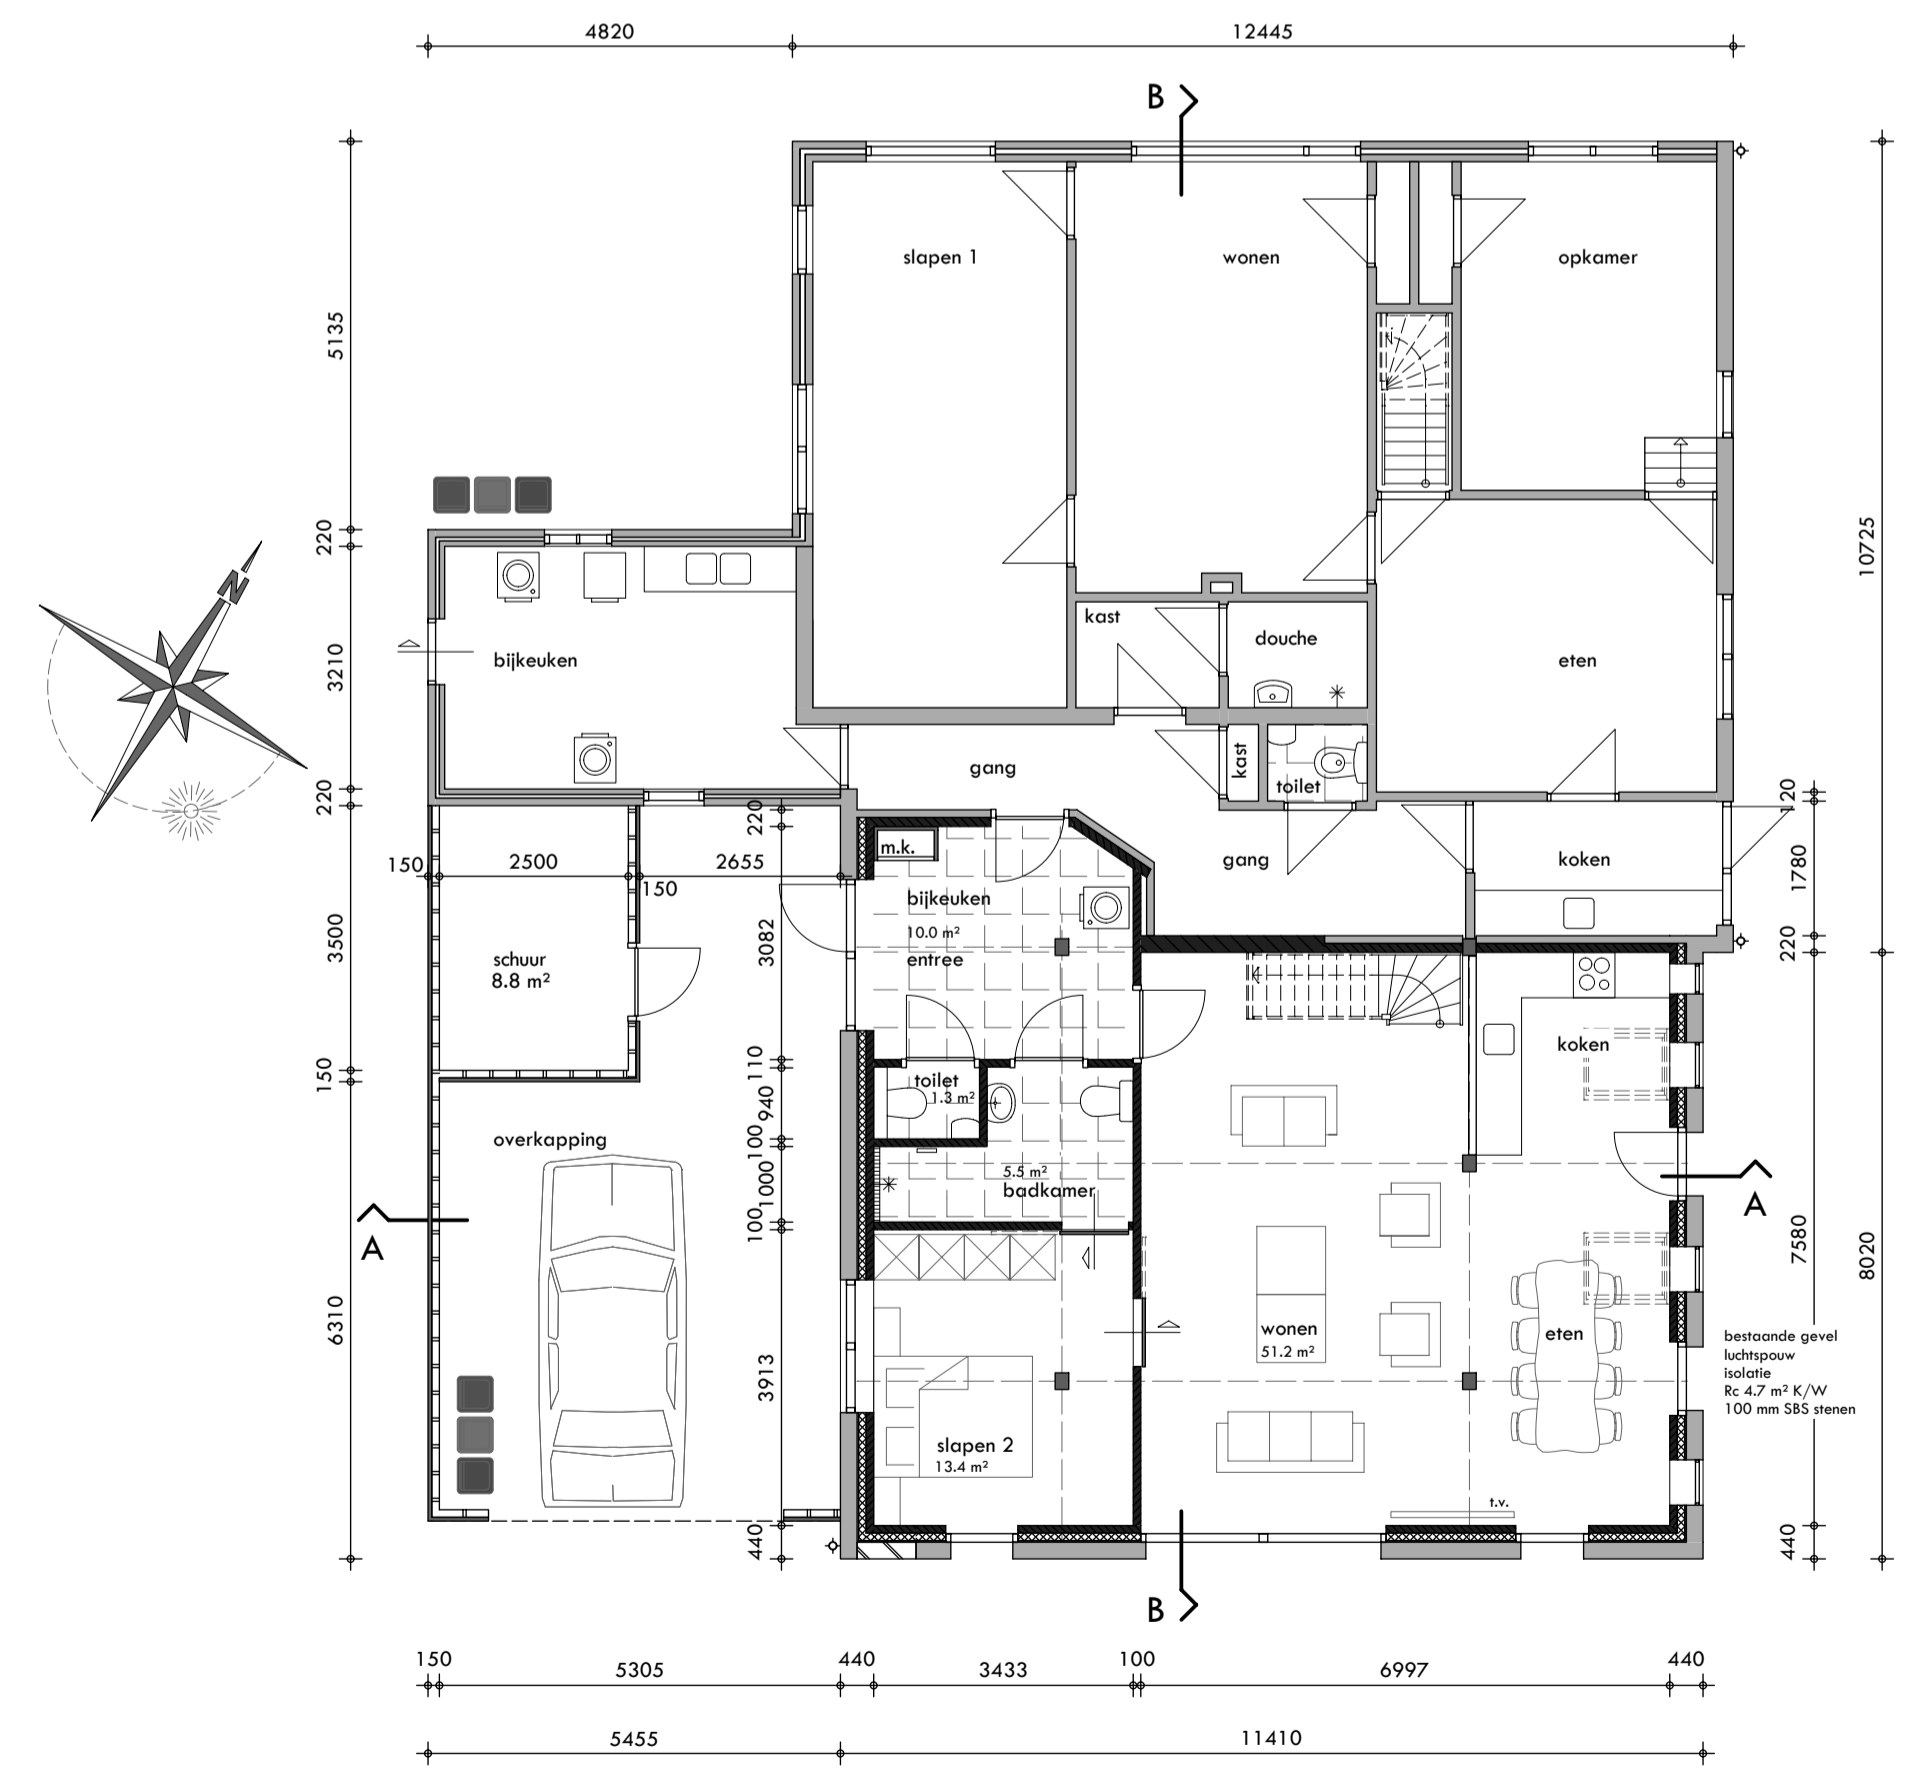 4820
12445
B
slapen 1
wonen
opkamer
5135
220
10725
N
kast
douche
bijkeuken
eten
3210
gang
kast
toilet
220
220
120
m.k.
150
2500
2655
gang
koken
1780
150
bijkeuken
10.0 m²
3500
3082
entree
220
schuur
8.8 m²
koken
150
110
toilet
1.3 m²
940
overkapping
100
5.5 m²
badkamer
1000
A
A
100
7580
8020
6310
wonen
51.2 m²
eten
bestaande gevel
luchtspouw
isolatie
Rc 4.7 m² K/W
100 mm SBS stenen
3913
slapen 2
13.4 m²
t.v.
440
440
B
150
5305
440
3433
100
6997
440
5455
11410